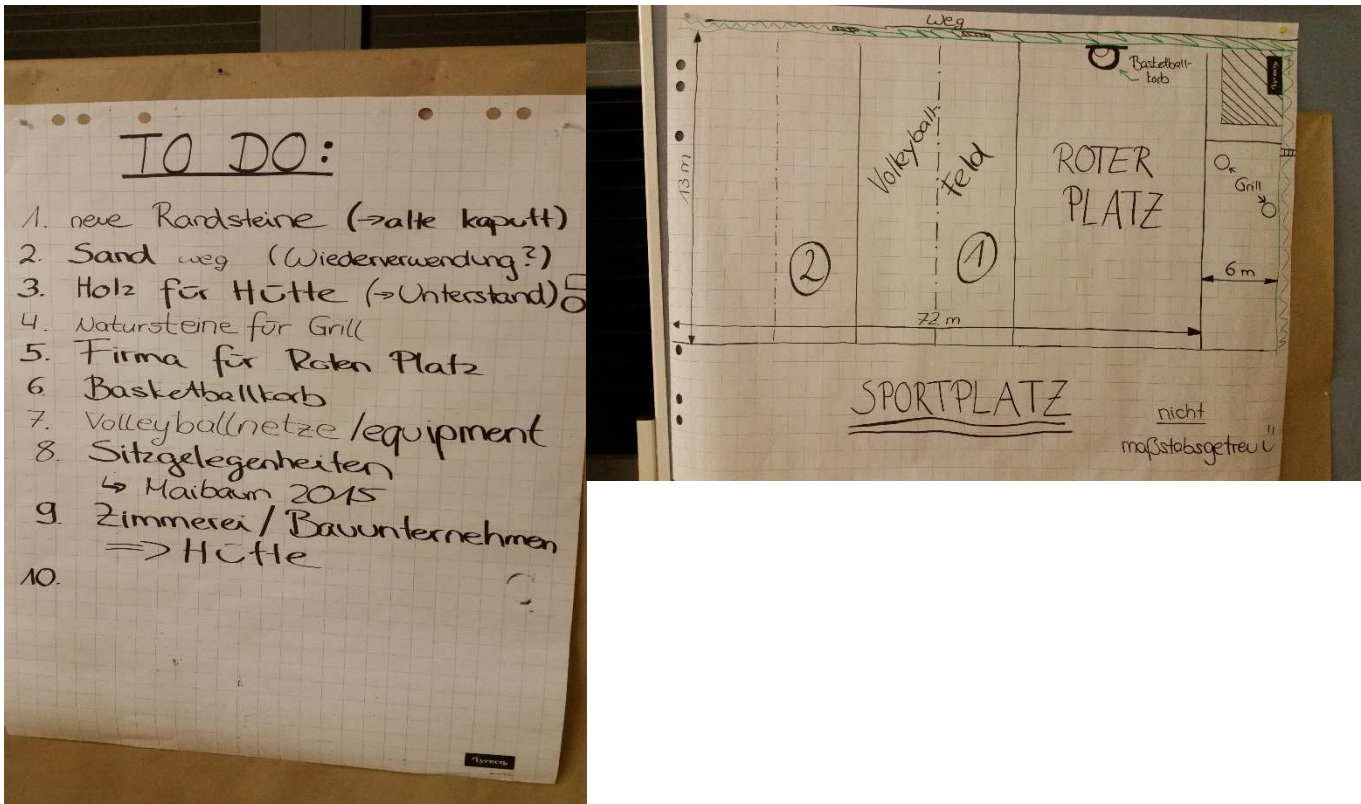 TO DO:
1. neue Randsteine (→alte kaputt)
2. Sand weg (Wiederverwendung?)
3. Holz für Hütte (→Unterstand)
4. Natursteine für Grill
5. Firma für Roten Platz
6. Basketballkorb
7. Volleyballnetze /equipment
8. Sitzgelegenheiten
↳ Maibaum 2015
9. Zimmerei / Bauunternehmen
=> Hütte
10.
Weg
Basketball-
korb
13 m
Volleyball
Feld
ROTER
PLATZ
Grill
2
1
6 m
72 m
SPORTPLATZ
nicht
maßstabsgetreu